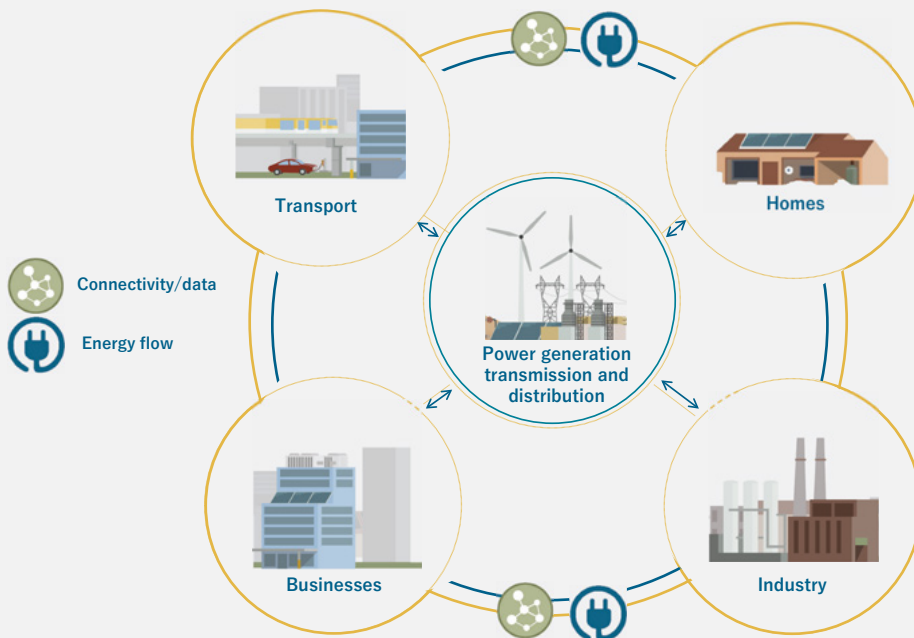 Transport
Homes
Connectivity/data
Energy flow
Power generation
transmission and
distribution
Businesses
Industry